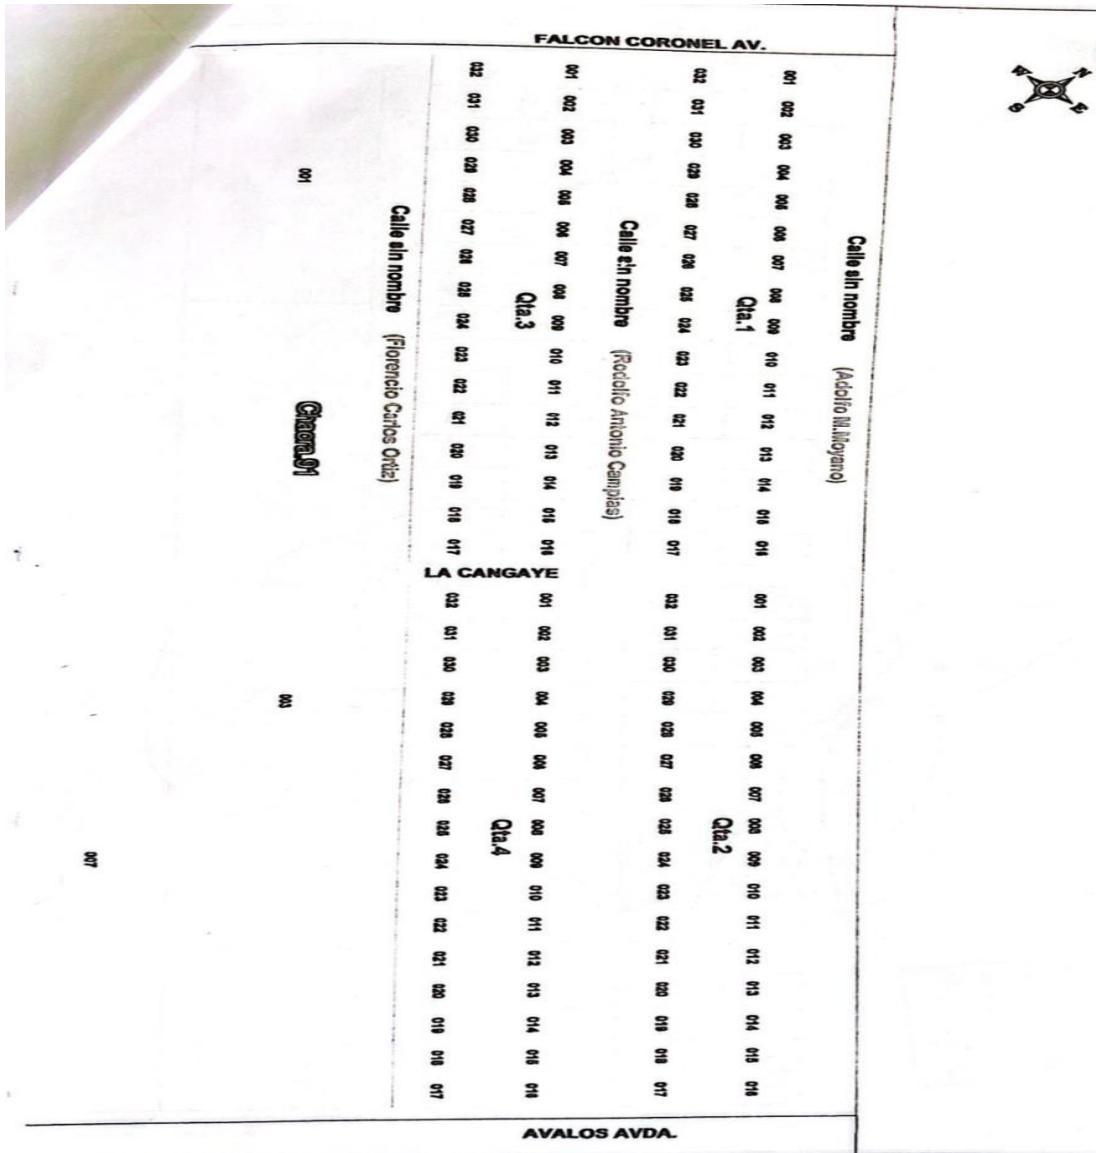 FALCON CORONEL AV.
N
E
S
W
Calle sin nombre (Adolfo M.Moyano)
001 002 003 004 005 006 007 008 009 010 011 012 013 014 015 016
Qta.1
032 031 030 029 028 027 026 025 024 023 022 021 020 019 018 017
Calle sin nombre (Rodolfo Antonio Campias)
001 002 003 004 005 006 007 008 009 010 011 012 013 014 015 016
Qta.3
032 031 030 029 028 027 026 025 024 023 022 021 020 019 018 017
Calle sin nombre (Florencio Carlos Ortiz)
001
Chacra.91
LA CANGAYE
001 002 003 004 005 006 007 008 009 010 011 012 013 014 015 016
Qta.2
032 031 030 029 028 027 026 025 024 023 022 021 020 019 018 017
001 002 003 004 005 006 007 008 009 010 011 012 013 014 015 016
Qta.4
032 031 030 029 028 027 026 025 024 023 022 021 020 019 018 017
003
007
AVALOS AVDA.